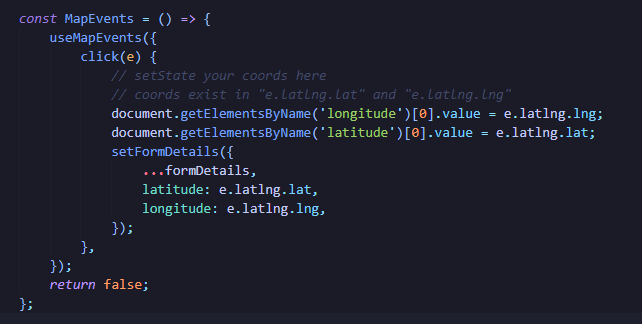 const MapEvents = () => {
useMapEvents({
click(e) {
// setState your coords here
// coords exist in "e.latlng.lat" and "e.latlng.lng"
document.getElementsByName('longitude')[0].value = e.latlng.lng;
document.getElementsByName('latitude')[0].value = e.latlng.lat;
setFormDetails({
...formDetails,
latitude: e.latlng.lat,
longitude: e.latlng.lng,
});
},
});
return false;
};